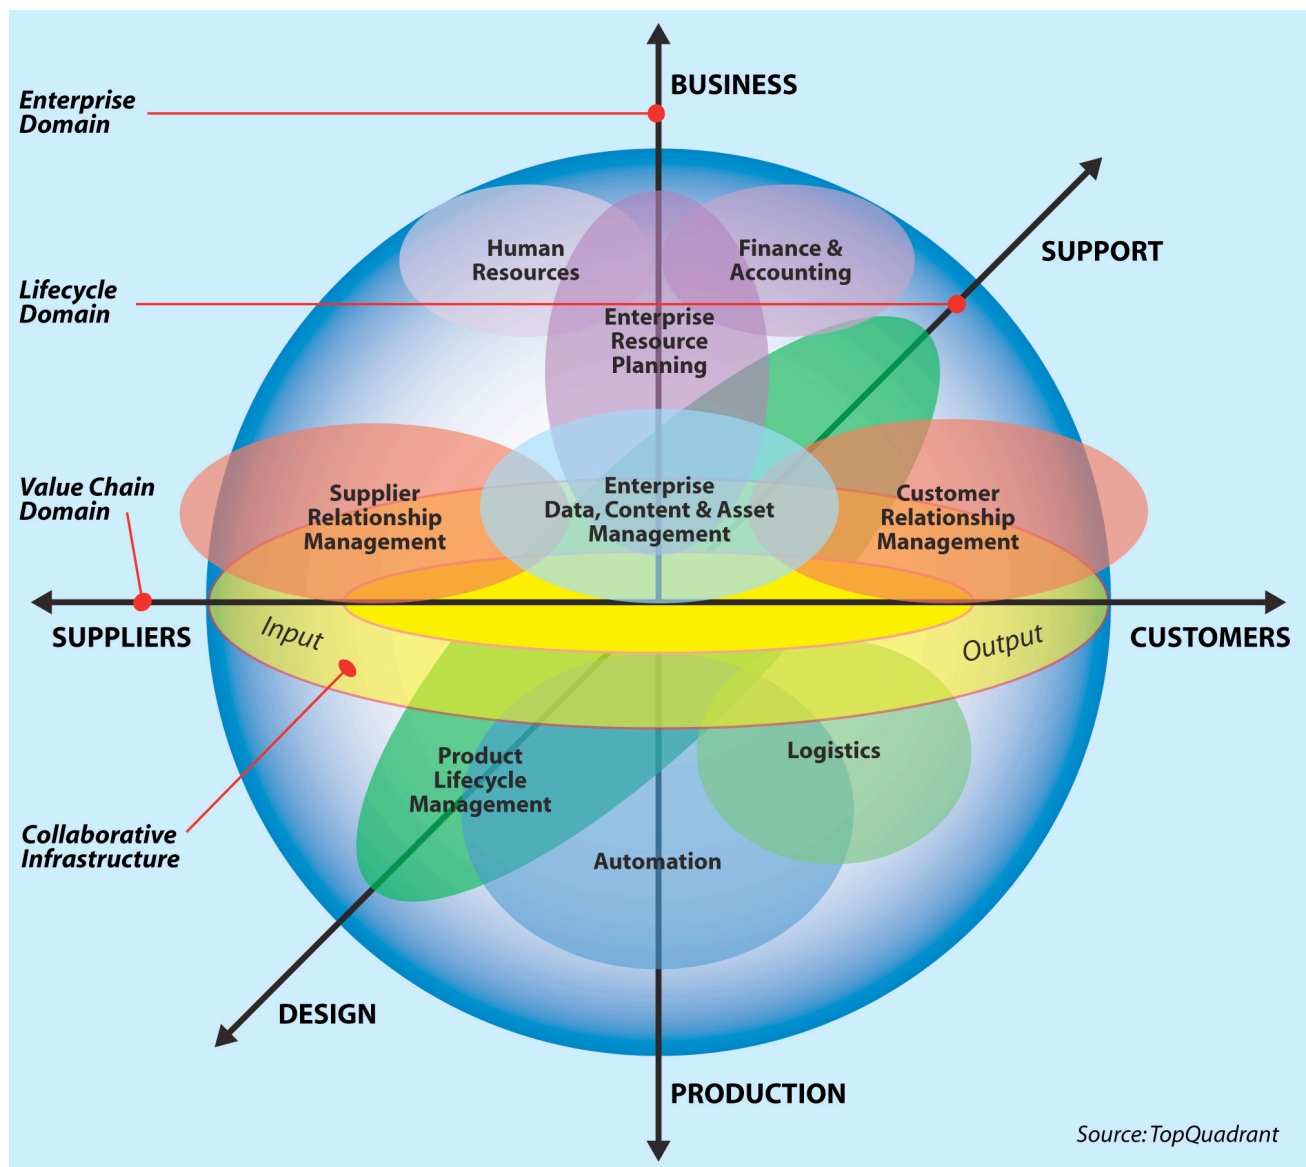 BUSINESS
Enterprise
Domain
SUPPORT
Human
Resources
Finance &
Accounting
Lifecycle
Domain
Enterprise
Resource
Planning
Value Chain
Domain
Supplier
Relationship
Management
Enterprise
Data, Content & Asset
Management
Customer
Relationship
Management
SUPPLIERS
Input
Output
CUSTOMERS
Product
Lifecycle
Management
Logistics
Collaborative
Infrastructure
Automation
DESIGN
PRODUCTION
Source: TopQuadrant